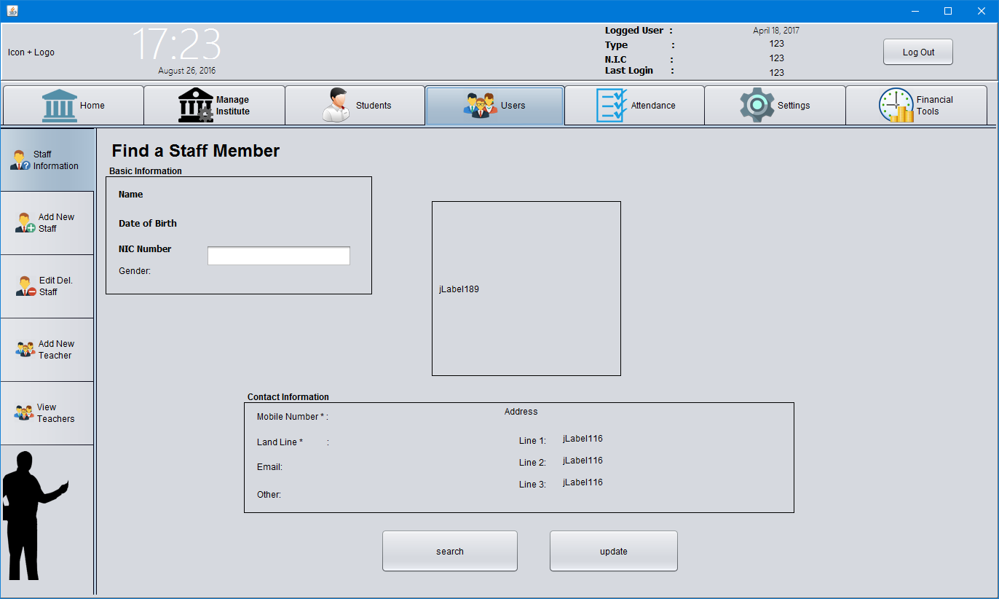 Icon + Logo
17:23
August 26, 2016
Logged User :
April 18, 2017
Type :
123
N.I.C :
123
Last Login :
123
Log Out
Home
Manage
Institute
Students
Users
Attendance
Settings
Financial
Tools
Staff
Information
Add New
Staff
Edit Del.
Staff
Add New
Teacher
View
Teachers
Find a Staff Member
Basic Information
Name
Date of Birth
NIC Number
Gender:
jLabel189
Contact Information
Mobile Number * :
Land Line * :
Email:
Other:
Address
Line 1: jLabel116
Line 2: jLabel116
Line 3: jLabel116
search
update